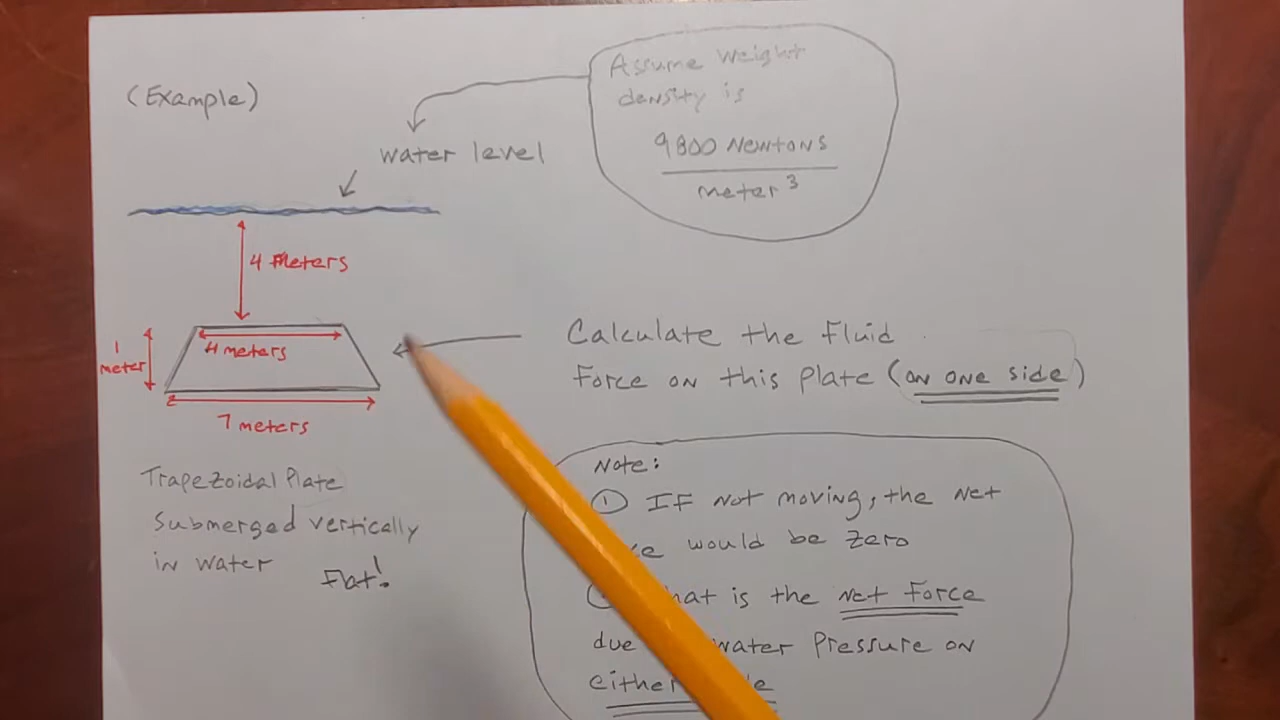 (Example)
Assume weight
density is
9800 Newtons
meter³
water level
4 meters
1
meter
4 meters
7 meters
Calculate the fluid
force on this plate (on one side)
Trapezoidal Plate
submerged vertically
in water
Flat!
Note:
① If not moving, the net
would be zero
is the net force
due water pressure on
either